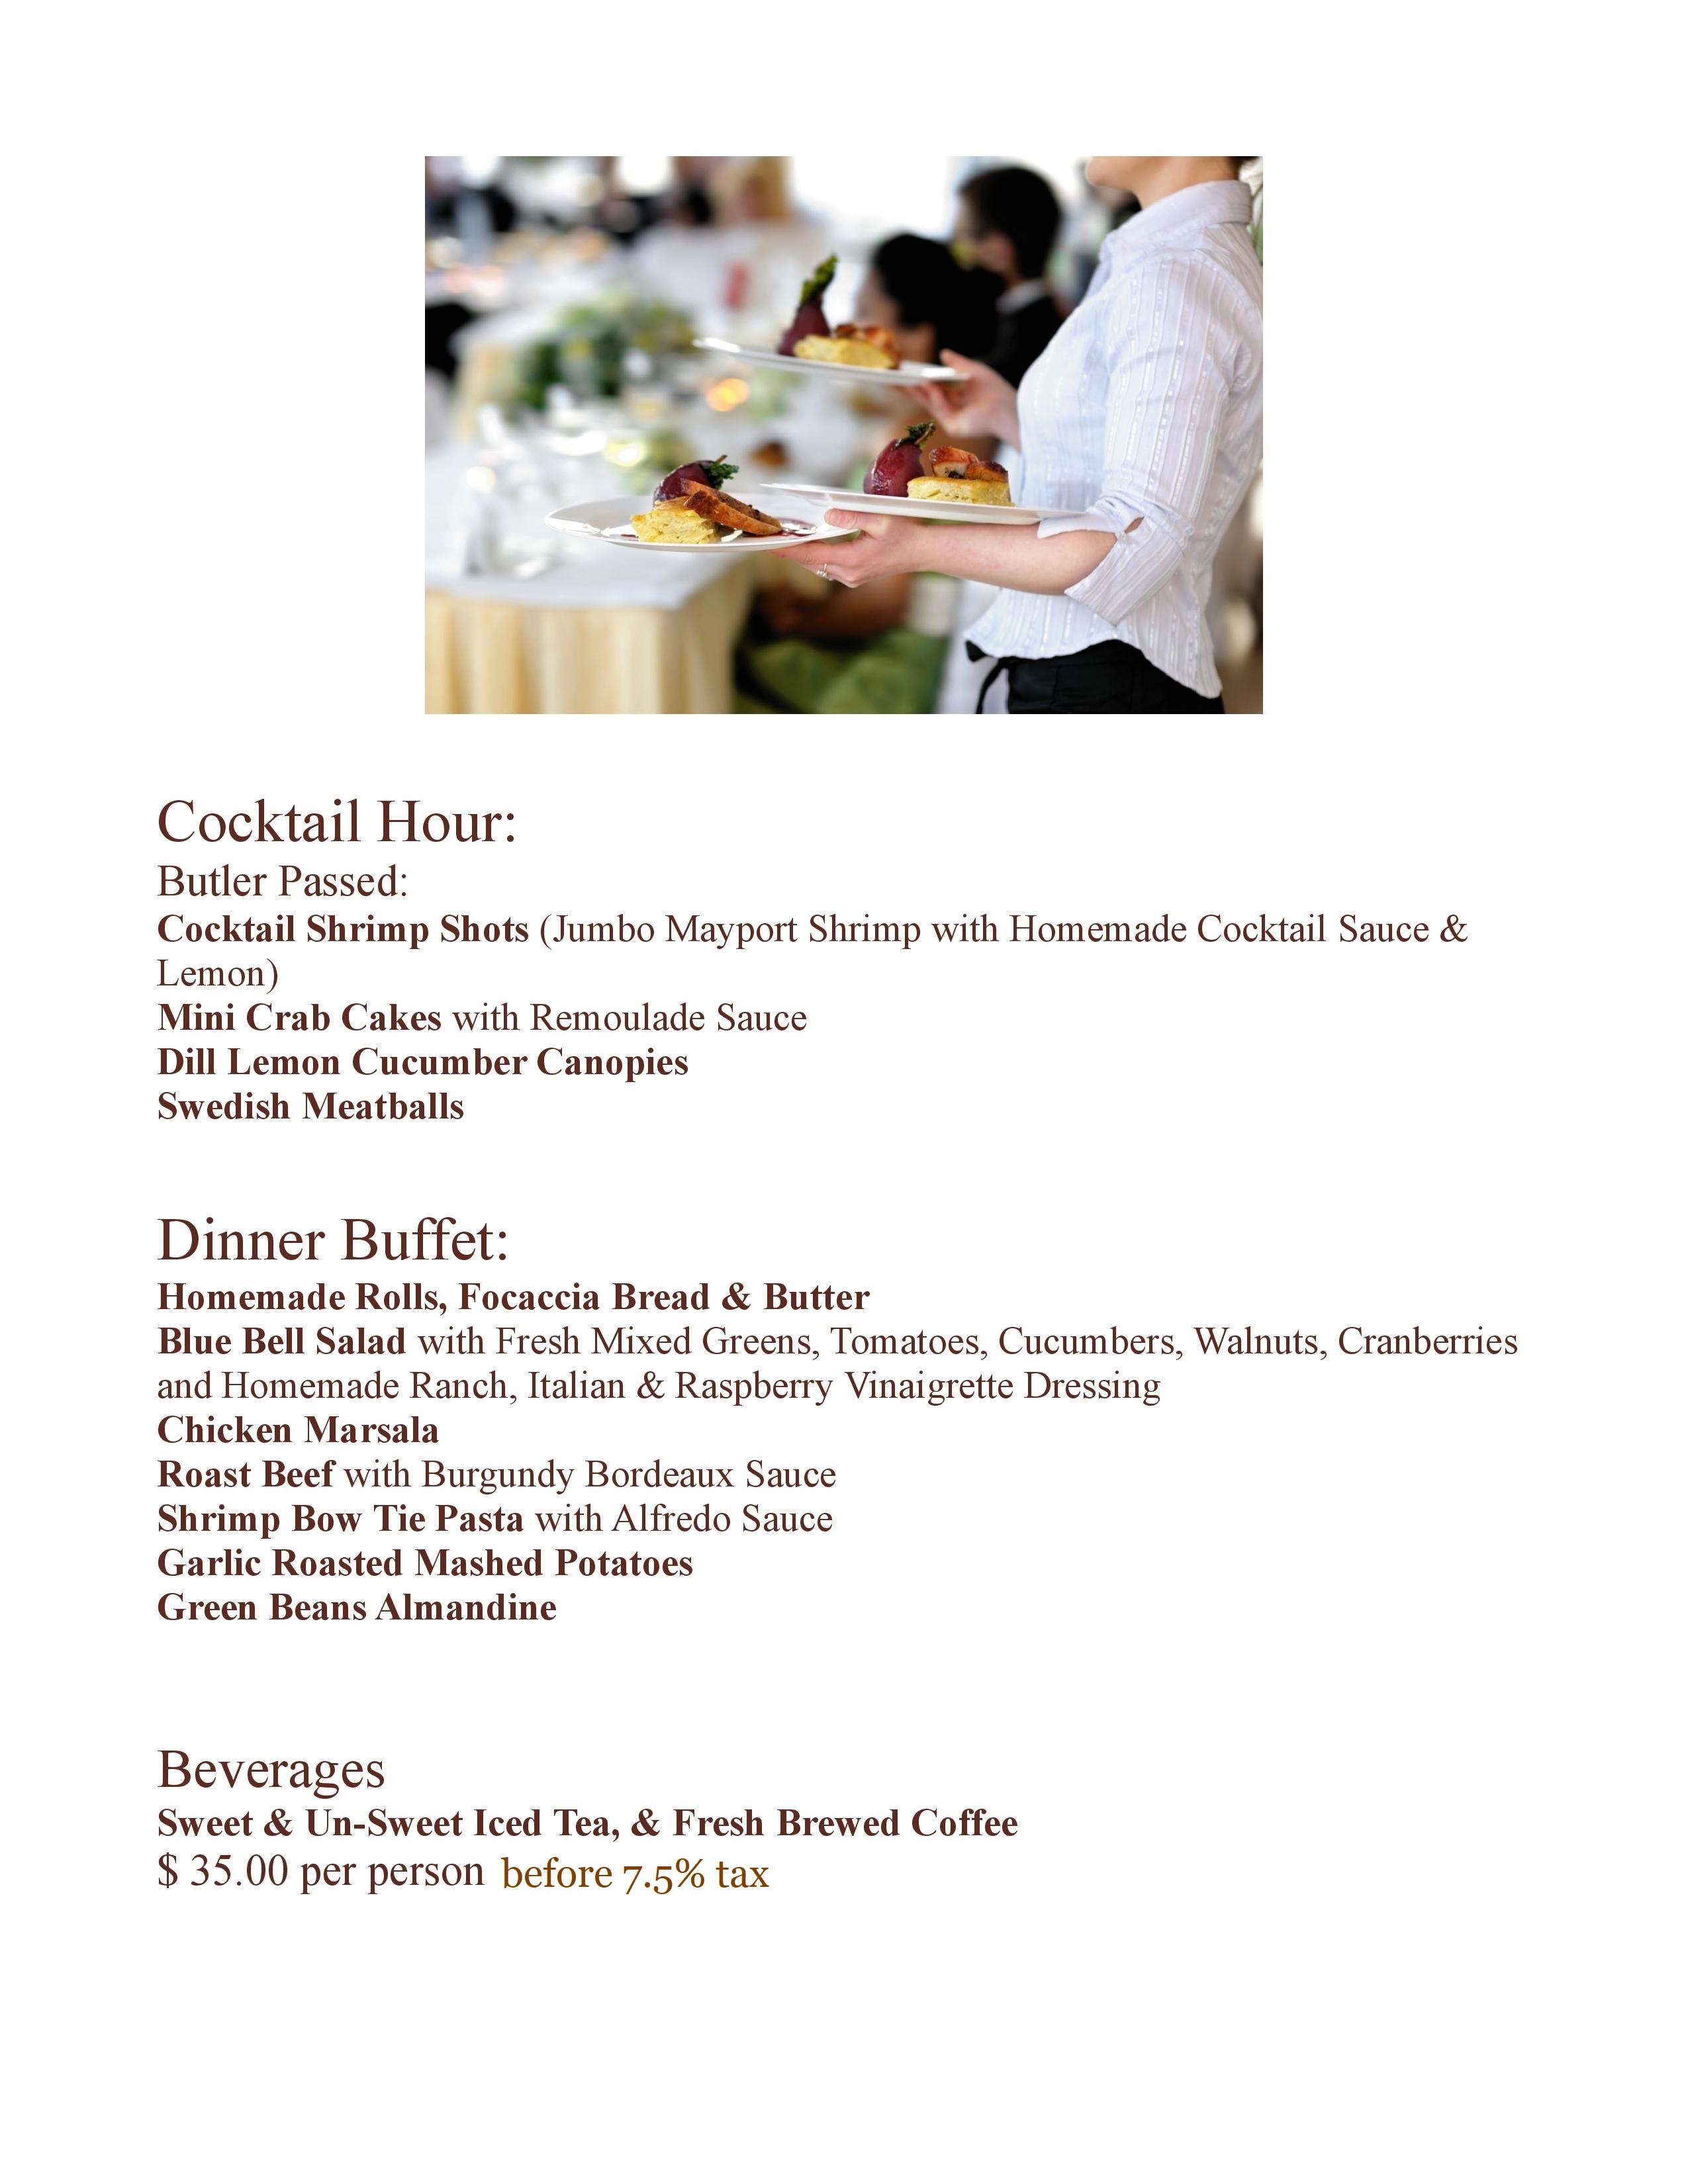 Cocktail Hour:
Butler Passed:
Cocktail Shrimp Shots (Jumbo Mayport Shrimp with Homemade Cocktail Sauce &
Lemon)
Mini Crab Cakes with Remoulade Sauce
Dill Lemon Cucumber Canopies
Swedish Meatballs
Dinner Buffet:
Homemade Rolls, Focaccia Bread & Butter
Blue Bell Salad with Fresh Mixed Greens, Tomatoes, Cucumbers, Walnuts, Cranberries
and Homemade Ranch, Italian & Raspberry Vinaigrette Dressing
Chicken Marsala
Roast Beef with Burgundy Bordeaux Sauce
Shrimp Bow Tie Pasta with Alfredo Sauce
Garlic Roasted Mashed Potatoes
Green Beans Almandine
Beverages
Sweet & Un-Sweet Iced Tea, & Fresh Brewed Coffee
$ 35.00 per person before 7.5% tax